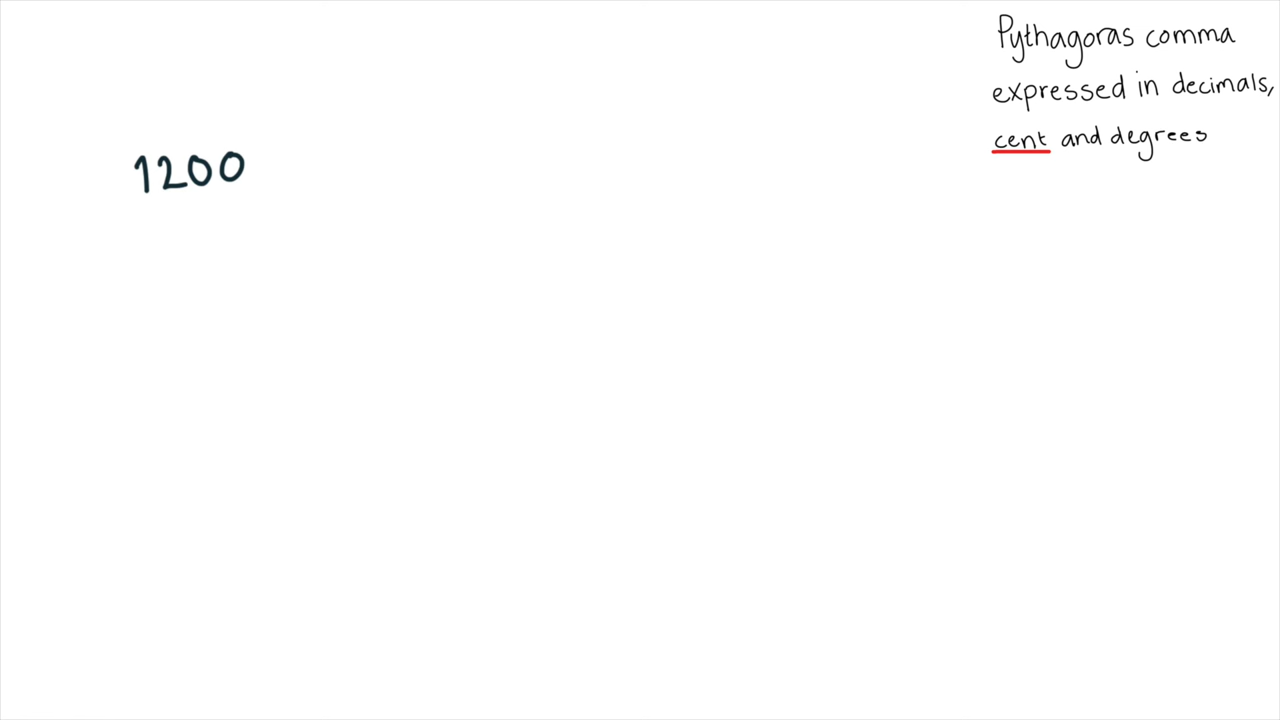 Pythagoras comma
expressed in decimals,
cent and degrees
1200